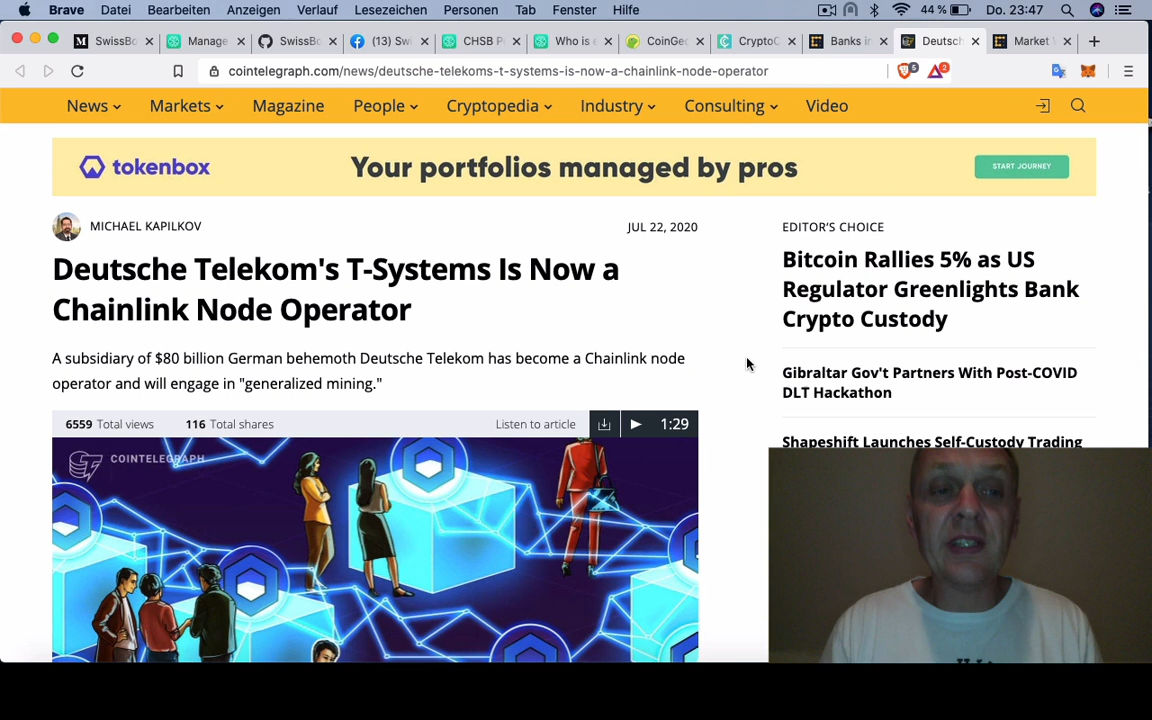 Brave Datei Bearbeiten Anzeigen Verlauf Lesezeichen Personen Tab Fenster Hilfe 44 % Do. 23:47
SwissBo Manage SwissBo (13) Sw CHSB P Who is CoinGe CryptoC Banks in Deutsch Market
cointelegraph.com/news/deutsche-telekoms-t-systems-is-now-a-chainlink-node-operator 5 2
News Markets Magazine People Cryptopedia Industry Consulting Video
tokenbox Your portfolios managed by pros START JOURNEY
MICHAEL KAPILKOV JUL 22, 2020
Deutsche Telekom's T-Systems Is Now a
Chainlink Node Operator
A subsidiary of $80 billion German behemoth Deutsche Telekom has become a Chainlink node
operator and will engage in "generalized mining."
6559 Total views 116 Total shares Listen to article 1:29
COINTELEGRAPH
EDITOR'S CHOICE
Bitcoin Rallies 5% as US
Regulator Greenlights Bank
Crypto Custody
Gibraltar Gov't Partners With Post-COVID
DLT Hackathon
Shapeshift Launches Self-Custody Trading